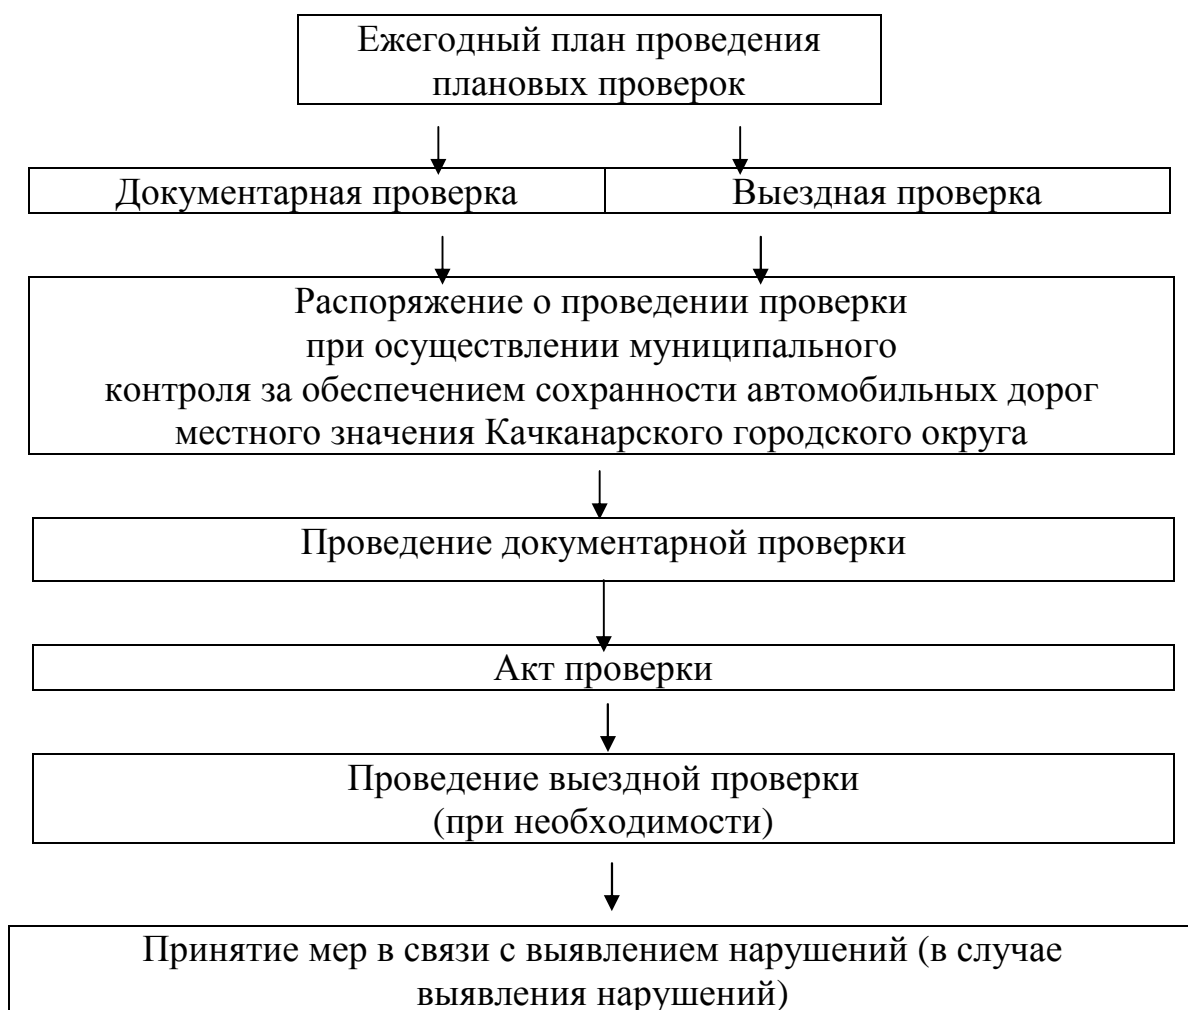 Ежегодный план проведения
плановых проверок
Документарная проверка
Выездная проверка
Распоряжение о проведении проверки
при осуществлении муниципального
контроля за обеспечением сохранности автомобильных дорог
местного значения Качканарского городского округа
Проведение документарной проверки
Акт проверки
Проведение выездной проверки
(при необходимости)
Принятие мер в связи с выявлением нарушений (в случае
выявления нарушений)